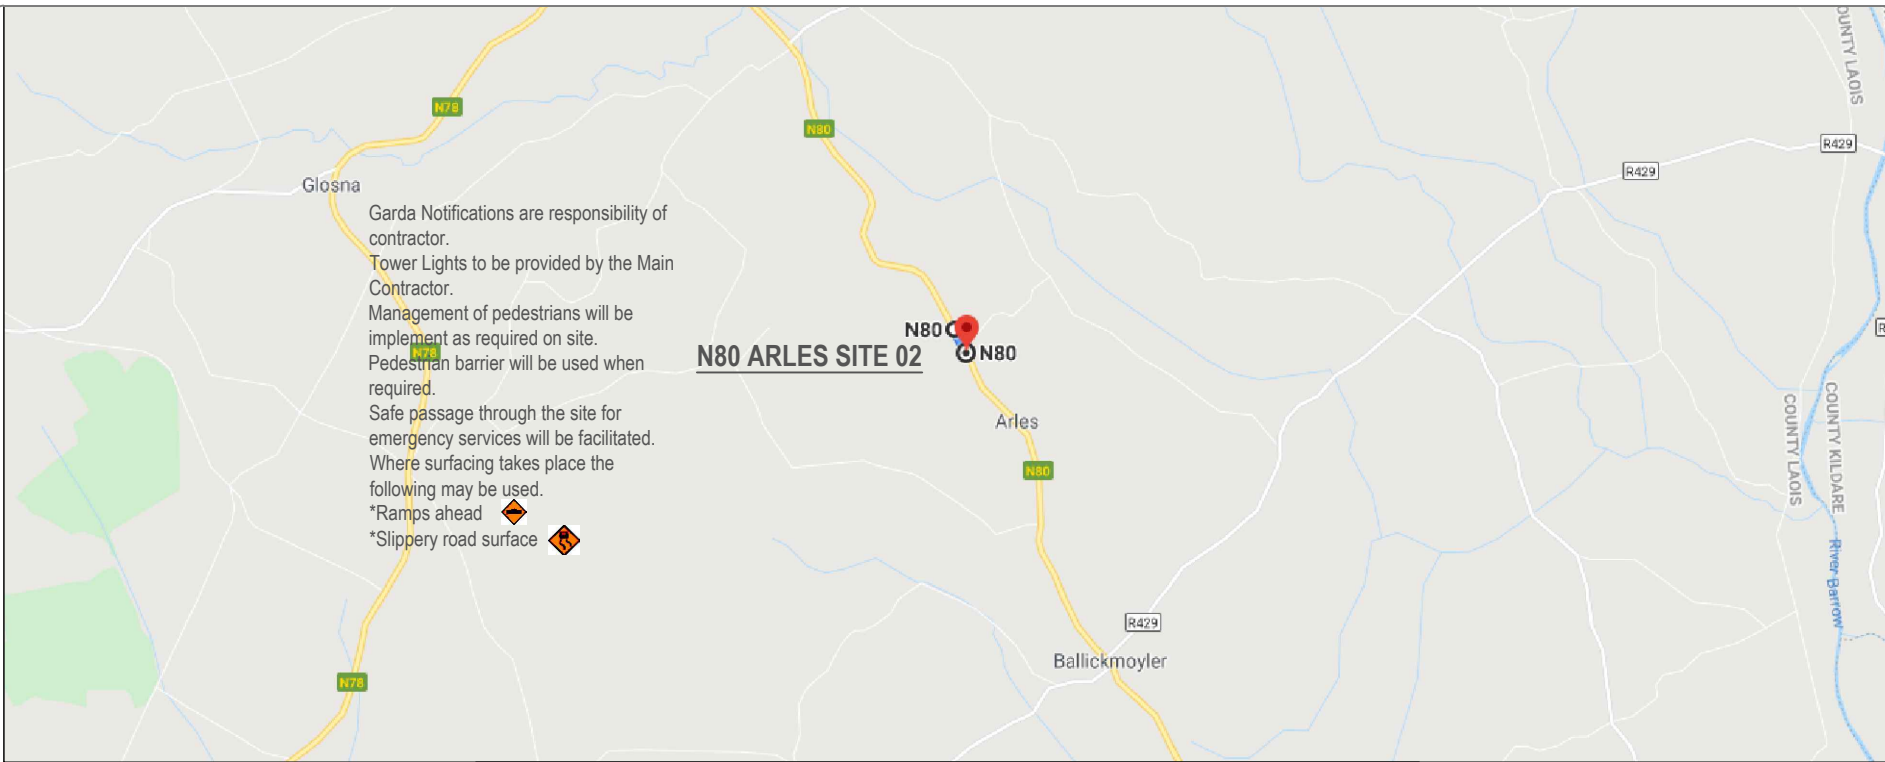 COUNTY LAOIS
N78
N80
R429
R429
Glosna
Garda Notifications are responsibility of
contractor.
Tower Lights to be provided by the Main
Contractor.
Management of pedestrians will be
implement as required on site.
N78
Pedestrian barrier will be used when
required.
Safe passage through the site for
emergency services will be facilitated.
Where surfacing takes place the
following may be used.
*Ramps ahead
*Slippery road surface
N80
N80 ARLES SITE 02
N80
Arles
N80
COUNTY LAOIS
COUNTY KILDARE
River Barrow
R429
Ballickmoyler
N78